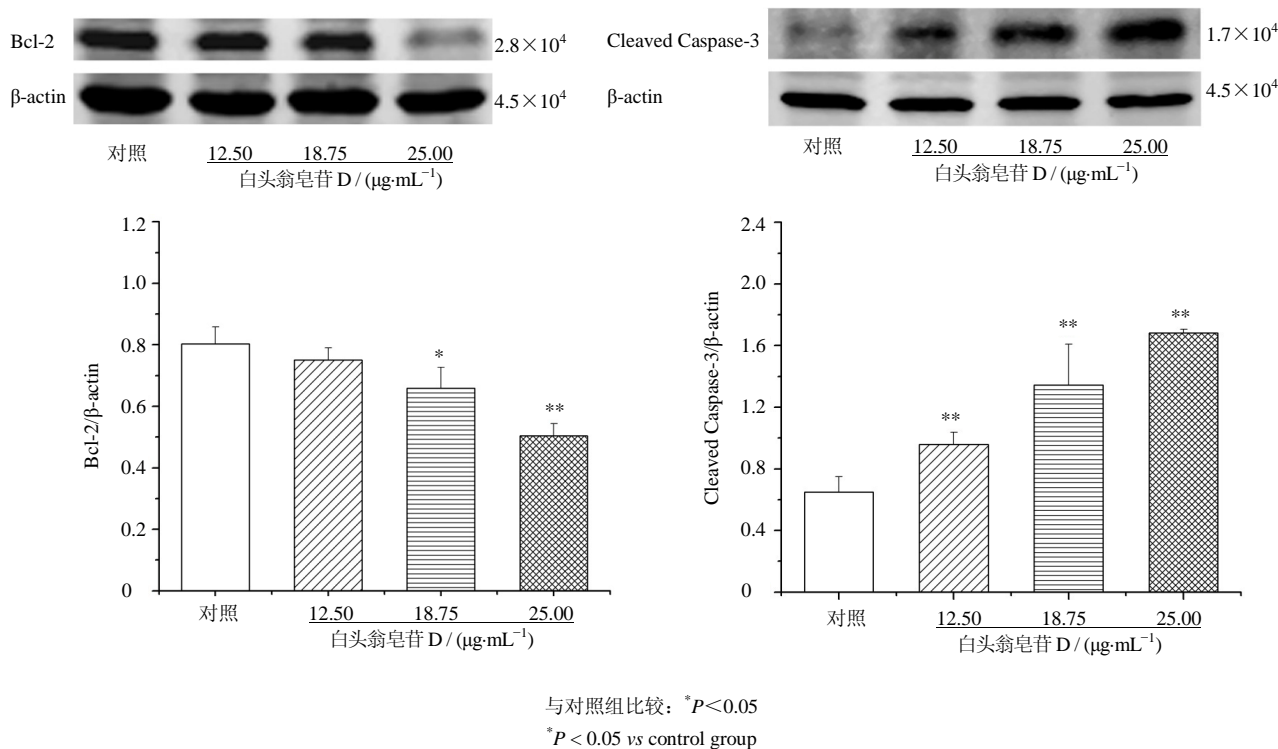 Bcl-2
2.8×10⁴
β-actin
4.5×10⁴
对照 12.50 18.75 25.00
白头翁皂苷 D / (μg·mL⁻¹)
Cleaved Caspase-3
1.7×10⁴
β-actin
4.5×10⁴
对照 12.50 18.75 25.00
白头翁皂苷 D / (μg·mL⁻¹)
Bcl-2/β-actin
1.2
1.0
0.8
0.6
0.4
0.2
0
*
**
对照 12.50 18.75 25.00
白头翁皂苷 D / (μg·mL⁻¹)
Cleaved Caspase-3/β-actin
2.4
2.0
1.6
1.2
0.8
0.4
0
**
**
**
对照 12.50 18.75 25.00
白头翁皂苷 D / (μg·mL⁻¹)
与对照组比较：*P＜0.05
*P < 0.05 vs control group